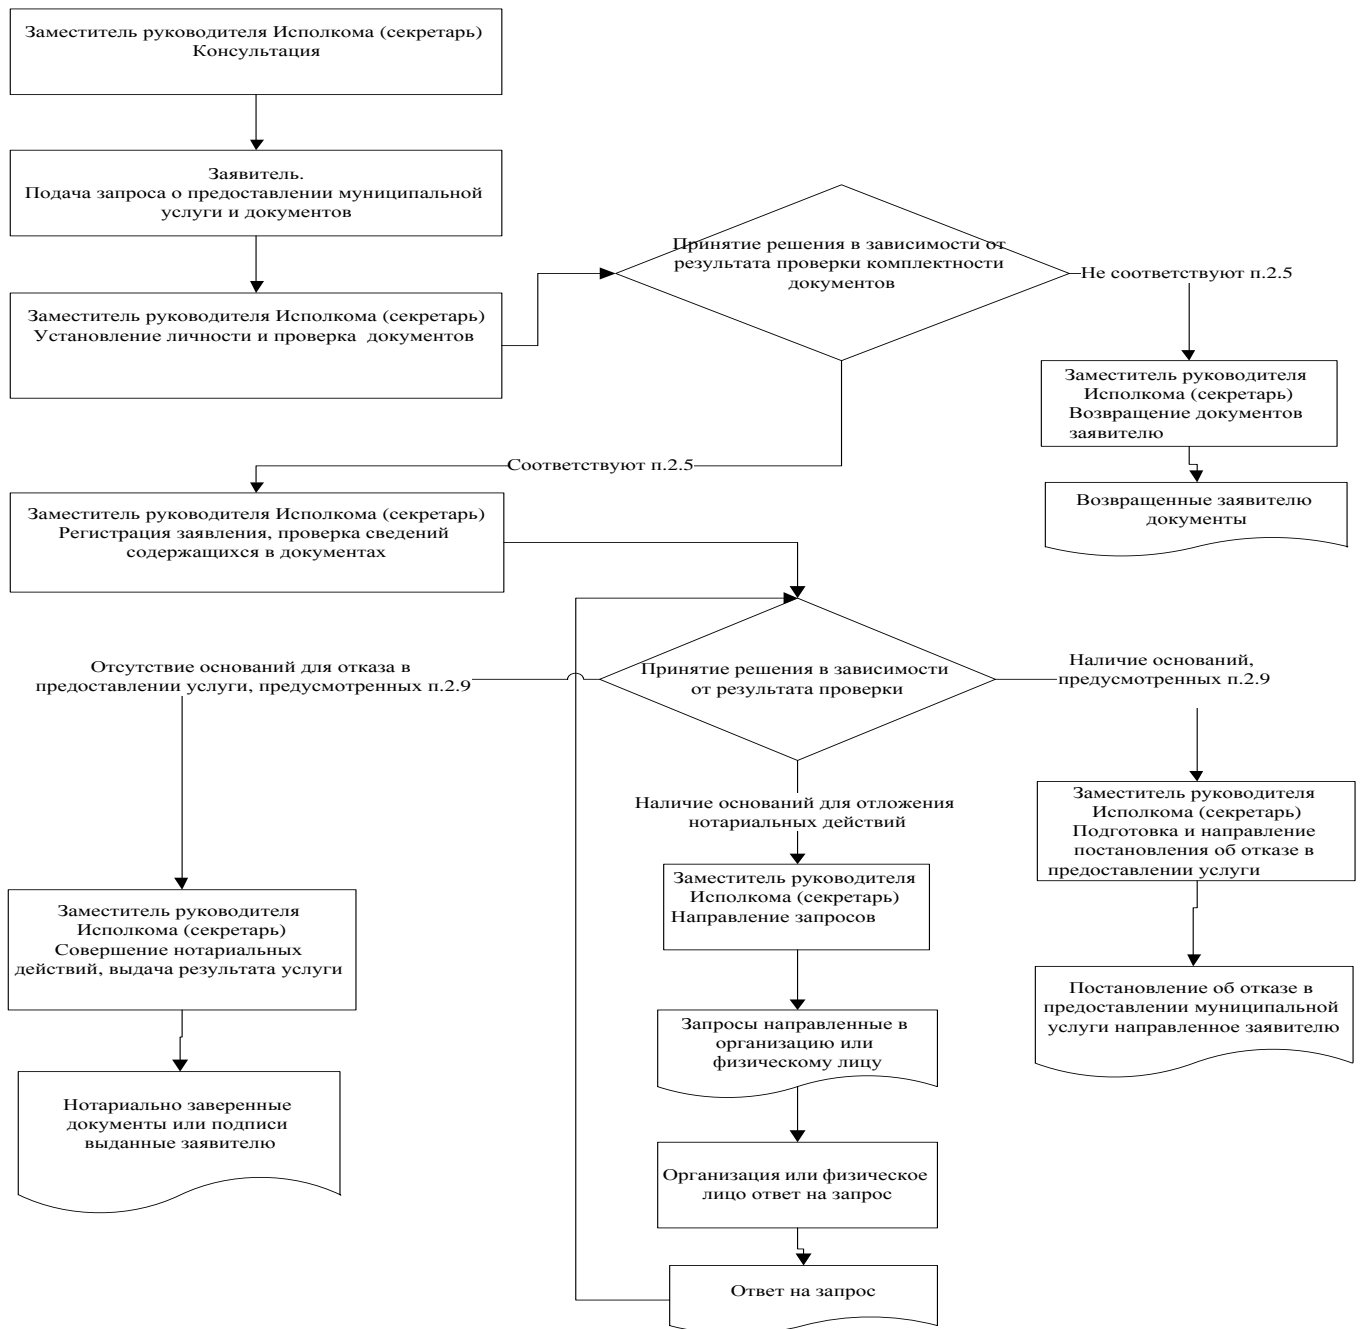 Заместитель руководителя Исполкома (секретарь)
Консультация
Заявитель.
Подача запроса о предоставлении муниципальной
услуги и документов
Заместитель руководителя Исполкома (секретарь)
Установление личности и проверка документов
Принятие решения в зависимости от
результата проверки комплектности
документов
Не соответствуют п.2.5
Заместитель руководителя
Исполкома (секретарь)
Возвращение документов
заявителю
Возвращенные заявителю
документы
Соответствуют п.2.5
Заместитель руководителя Исполкома (секретарь)
Регистрация заявления, проверка сведений
содержащихся в документах
Принятие решения в зависимости
от результата проверки
Отсутствие оснований для отказа в
предоставлении услуги, предусмотренных п.2.9
Наличие оснований,
предусмотренных п.2.9
Наличие оснований для отложения
нотариальных действий
Заместитель руководителя
Исполкома (секретарь)
Подготовка и направление
постановления об отказе в
предоставлении услуги
Заместитель руководителя
Исполкома (секретарь)
Направление запросов
Заместитель руководителя
Исполкома (секретарь)
Совершение нотариальных
действий, выдача результата услуги
Постановление об отказе в
предоставлении муниципальной
услуги направленное заявителю
Запросы направленные в
организацию или
физическому лицу
Нотариально заверенные
документы или подписи
выданные заявителю
Организация или физическое
лицо ответ на запрос
Ответ на запрос